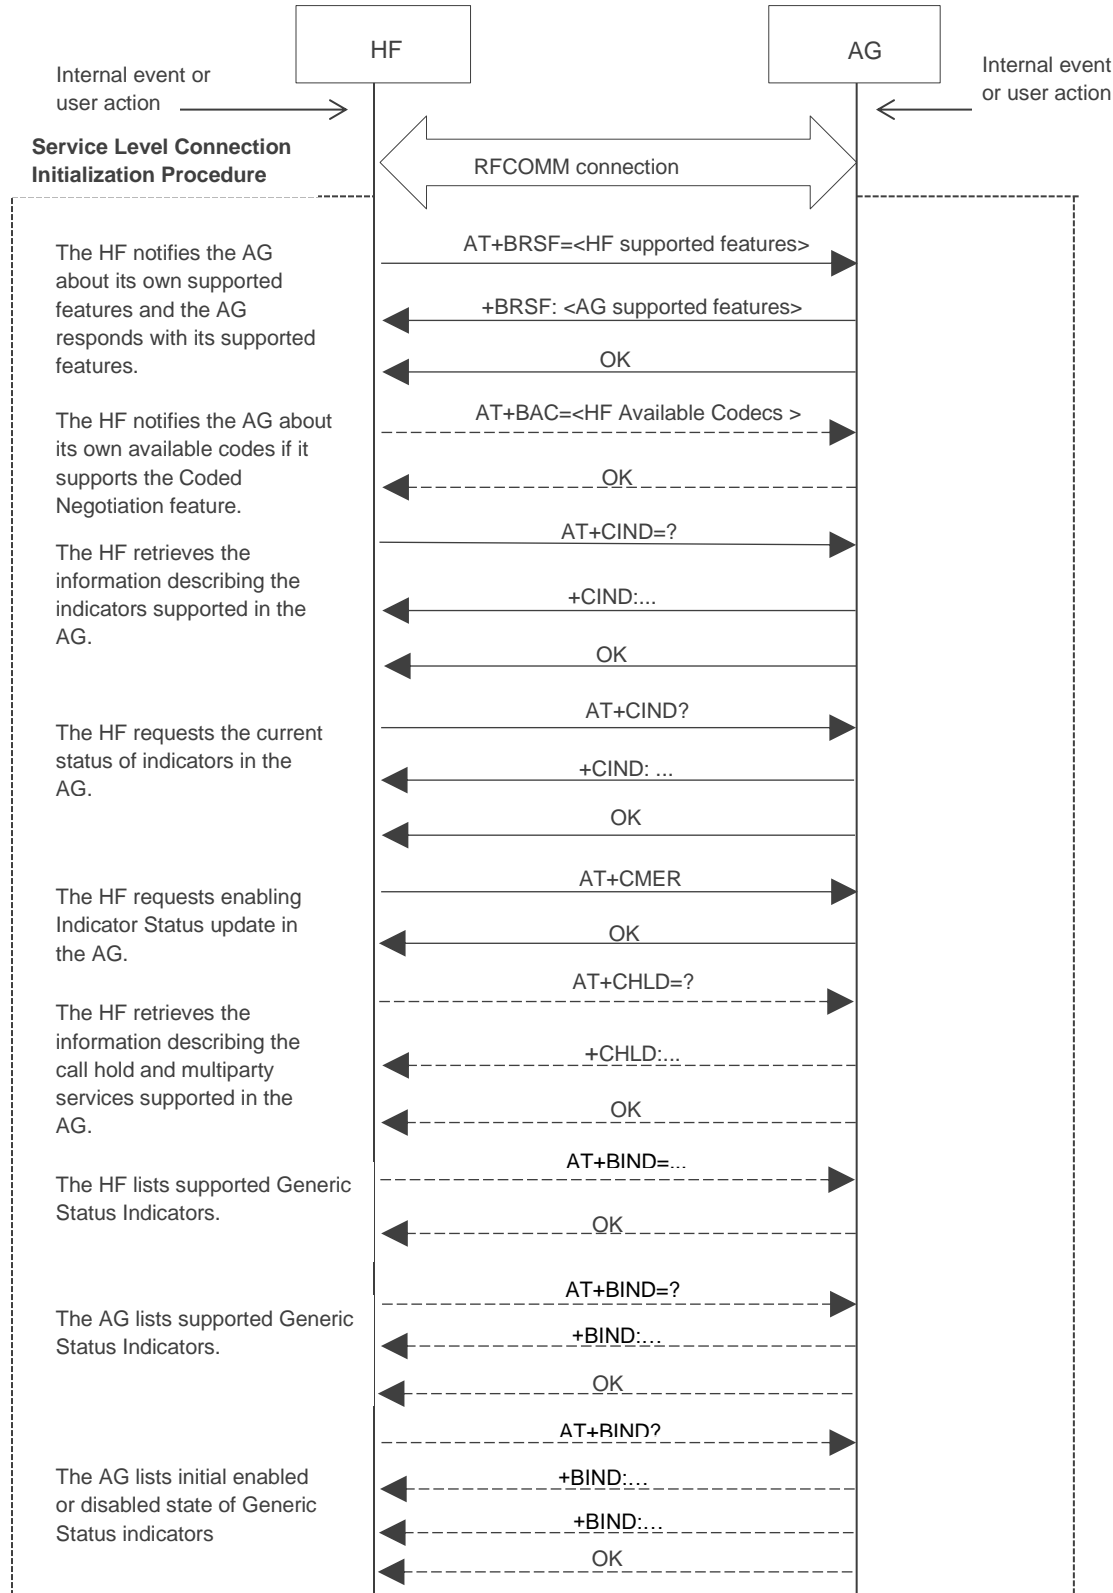 HF
AG
Internal event or
user action
Internal event
or user action
Service Level Connection
Initialization Procedure
RFCOMM connection
The HF notifies the AG
about its own supported
features and the AG
responds with its supported
features.
AT+BRSF=<HF supported features>
+BRSF: <AG supported features>
OK
The HF notifies the AG about
its own available codes if it
supports the Coded
Negotiation feature.
AT+BAC=<HF Available Codecs >
OK
The HF retrieves the
information describing the
indicators supported in the
AG.
AT+CIND=?
+CIND:...
OK
The HF requests the current
status of indicators in the
AG.
AT+CIND?
+CIND: ...
OK
The HF requests enabling
Indicator Status update in
the AG.
AT+CMER
OK
The HF retrieves the
information describing the
call hold and multiparty
services supported in the
AG.
AT+CHLD=?
+CHLD:...
OK
The HF lists supported Generic
Status Indicators.
AT+BIND=...
OK
The AG lists supported Generic
Status Indicators.
AT+BIND=?
+BIND:...
OK
The AG lists initial enabled
or disabled state of Generic
Status indicators
AT+BIND?
+BIND:...
+BIND:...
OK